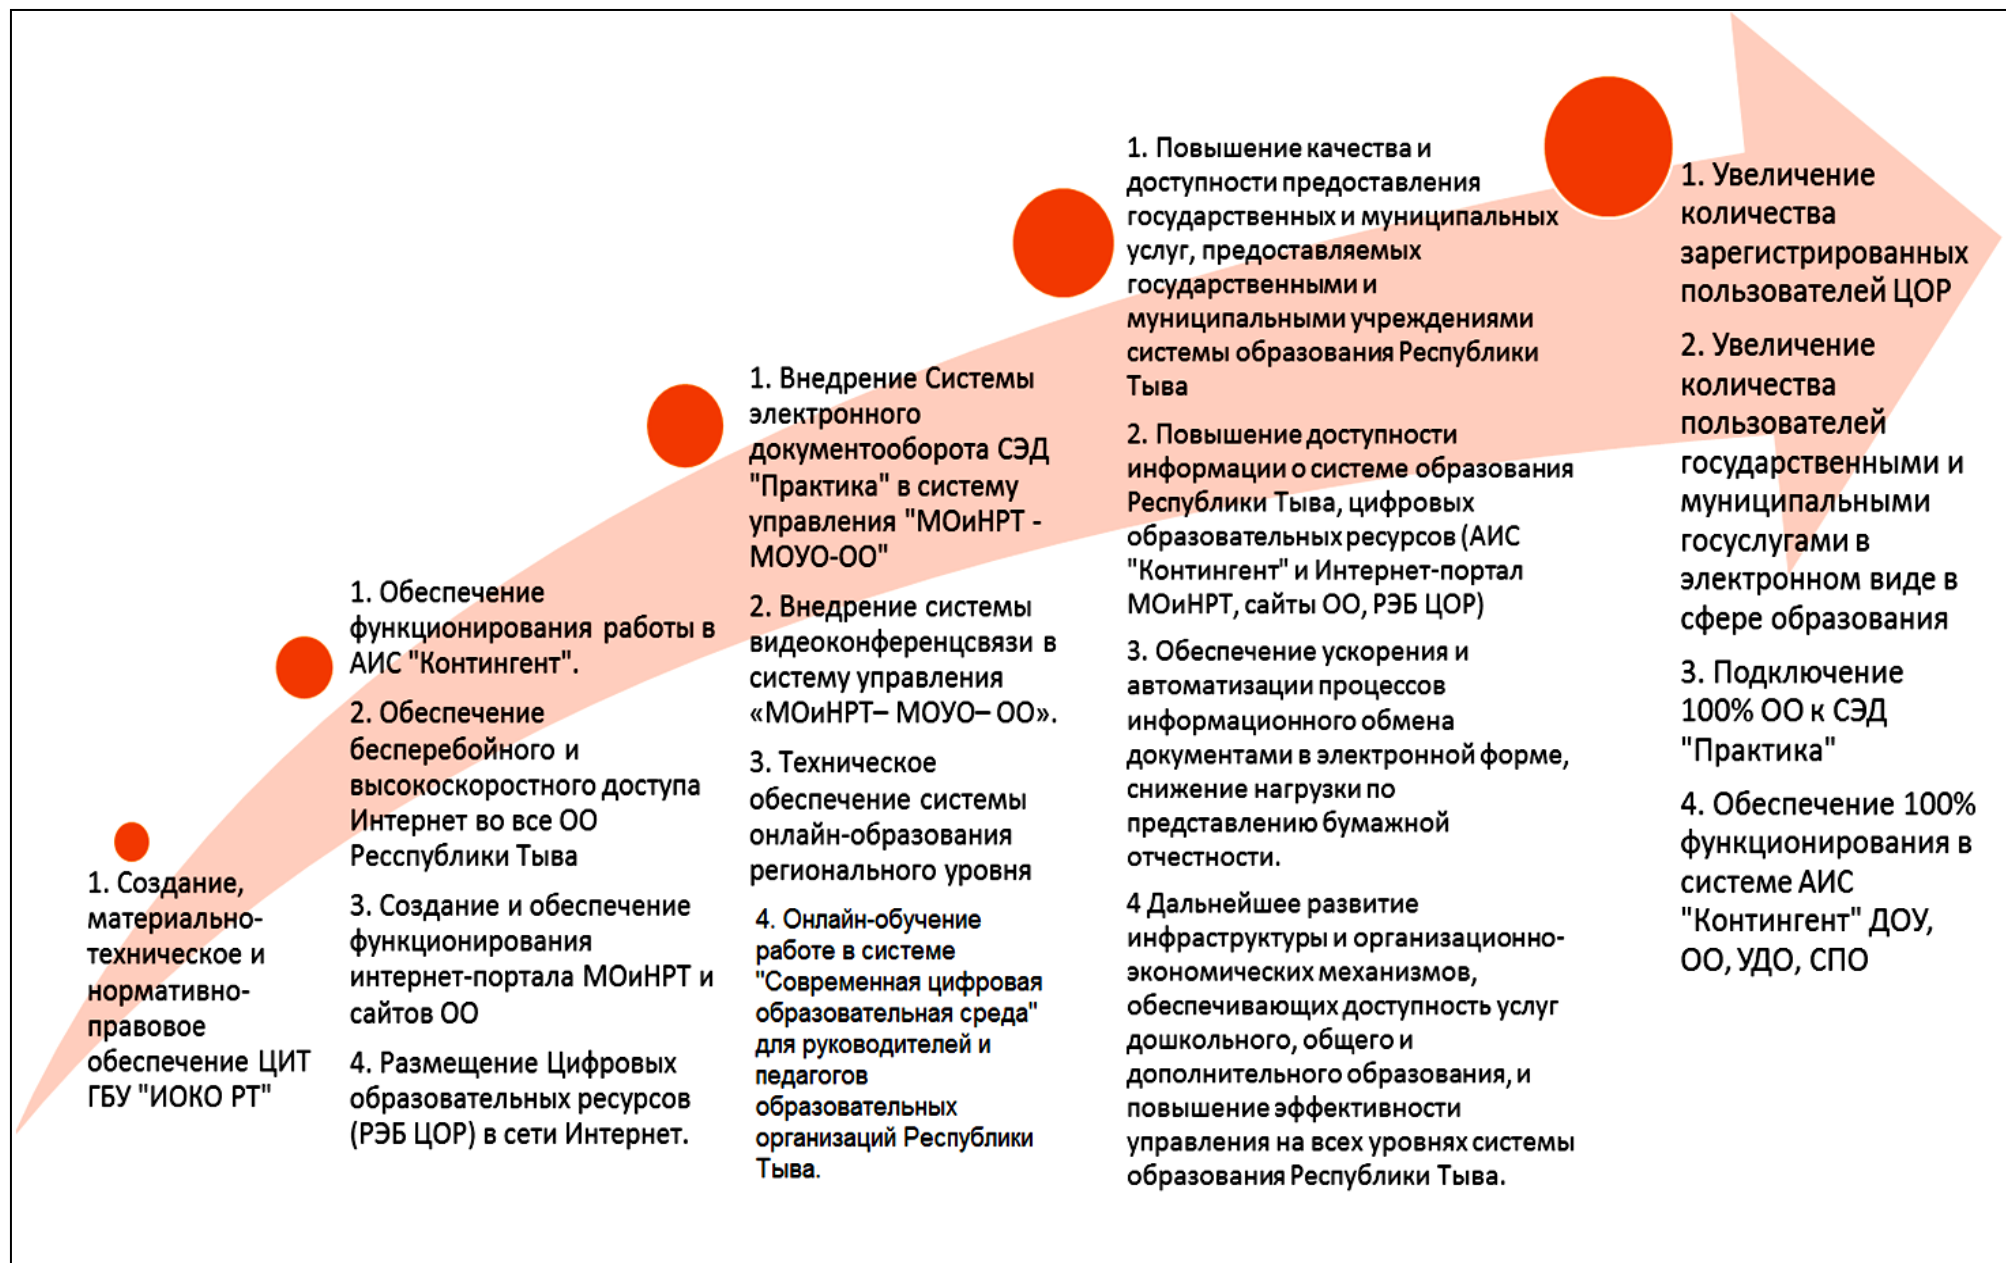 1. Создание,
материально-
техническое и
нормативно-
правовое
обеспечение ЦИТ
ГБУ "ИОКО РТ"
1. Обеспечение
функционирования работы в
АИС "Контингент".
2. Обеспечение
бесперебойного и
высокоскоростного доступа
Интернет во все ОО
Ресспублики Тыва
3. Создание и обеспечение
функционирования
интернет-портала МОиНРТ и
сайтов ОО
4. Размещение Цифровых
образовательных ресурсов
(РЭБ ЦОР) в сети Интернет.
1. Внедрение Системы
электронного
документооборота СЭД
"Практика" в систему
управления "МОиНРТ -
МОУО-ОО"
2. Внедрение системы
видеоконференцсвязи в
систему управления
«МОиНРТ– МОУО– ОО».
3. Техническое
обеспечение системы
онлайн-образования
регионального уровня
4. Онлайн-обучение
работе в системе
"Современная цифровая
образовательная среда"
для руководителей и
педагогов
образовательных
организаций Республики
Тыва.
1. Повышение качества и
доступности предоставления
государственных и муниципальных
услуг, предоставляемых
государственными и
муниципальными учреждениями
системы образования Республики
Тыва
2. Повышение доступности
информации о системе образования
Республики Тыва, цифровых
образовательных ресурсов (АИС
"Контингент" и Интернет-портал
МОиНРТ, сайты ОО, РЭБ ЦОР)
3. Обеспечение ускорения и
автоматизации процессов
информационного обмена
документами в электронной форме,
снижение нагрузки по
представлению бумажной
отчестности.
4 Дальнейшее развитие
инфраструктуры и организационно-
экономических механизмов,
обеспечивающих доступность услуг
дошкольного, общего и
дополнительного образования, и
повышение эффективности
управления на всех уровнях системы
образования Республики Тыва.
1. Увеличение
количества
зарегистрированных
пользователей ЦОР
2. Увеличение
количества
пользователей
государственными и
муниципальными
госуслугами в
электронном виде в
сфере образования
3. Подключение
100% ОО к СЭД
"Практика"
4. Обеспечение 100%
функционирования в
системе АИС
"Контингент" ДОУ,
ОО, УДО, СПО